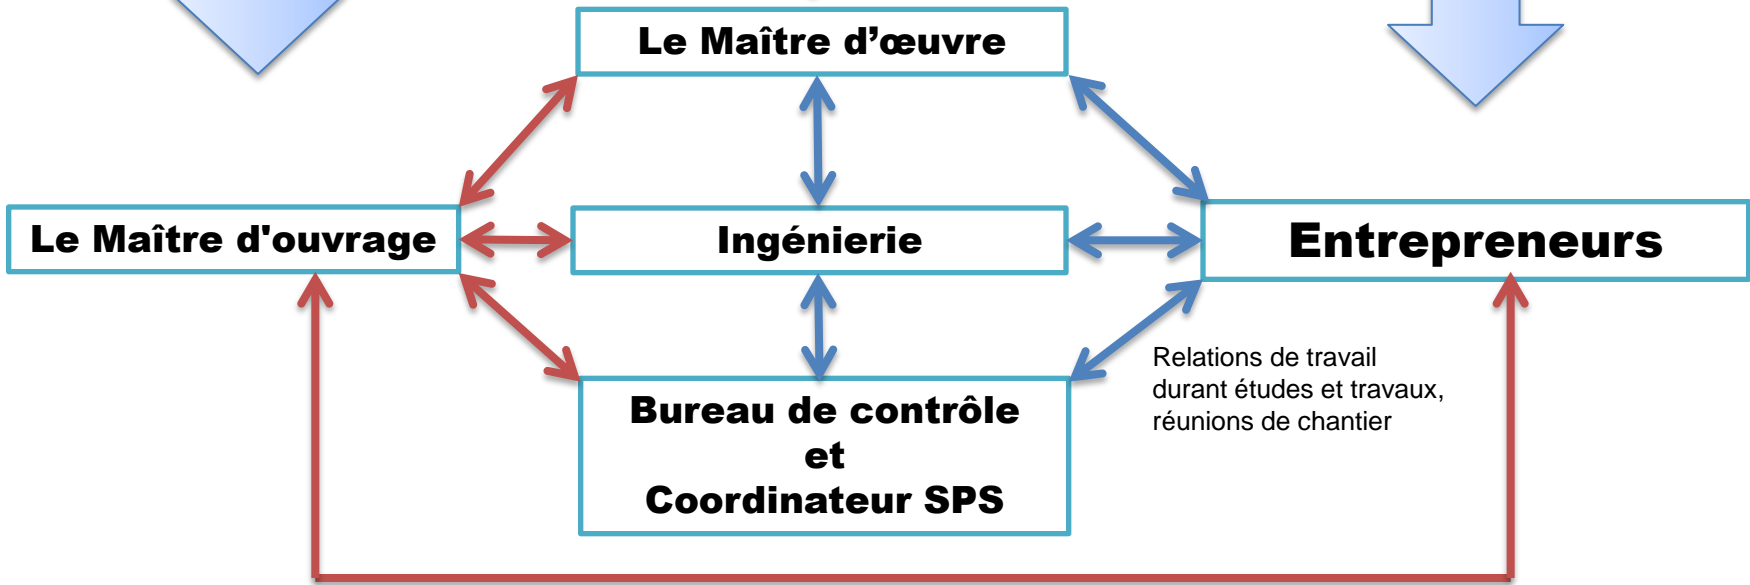 Le Maître d’œuvre
Le Maître d'ouvrage
Ingénierie
Entrepreneurs
Relations de travail
durant études et travaux,
réunions de chantier
Bureau de contrôle
et
Coordinateur SPS